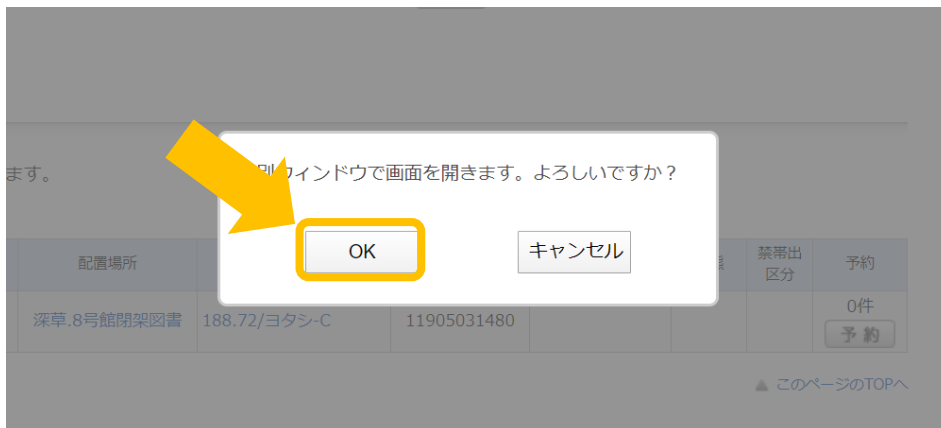 ます。
別ウィンドウで画面を開きます。よろしいですか？
OK
キャンセル
配置場所
禁帯出
区分
予約
深草.8号館閉架図書
188.72/ヨタシ-C
11905031480
0件
予 約
▲ このページのTOPへ